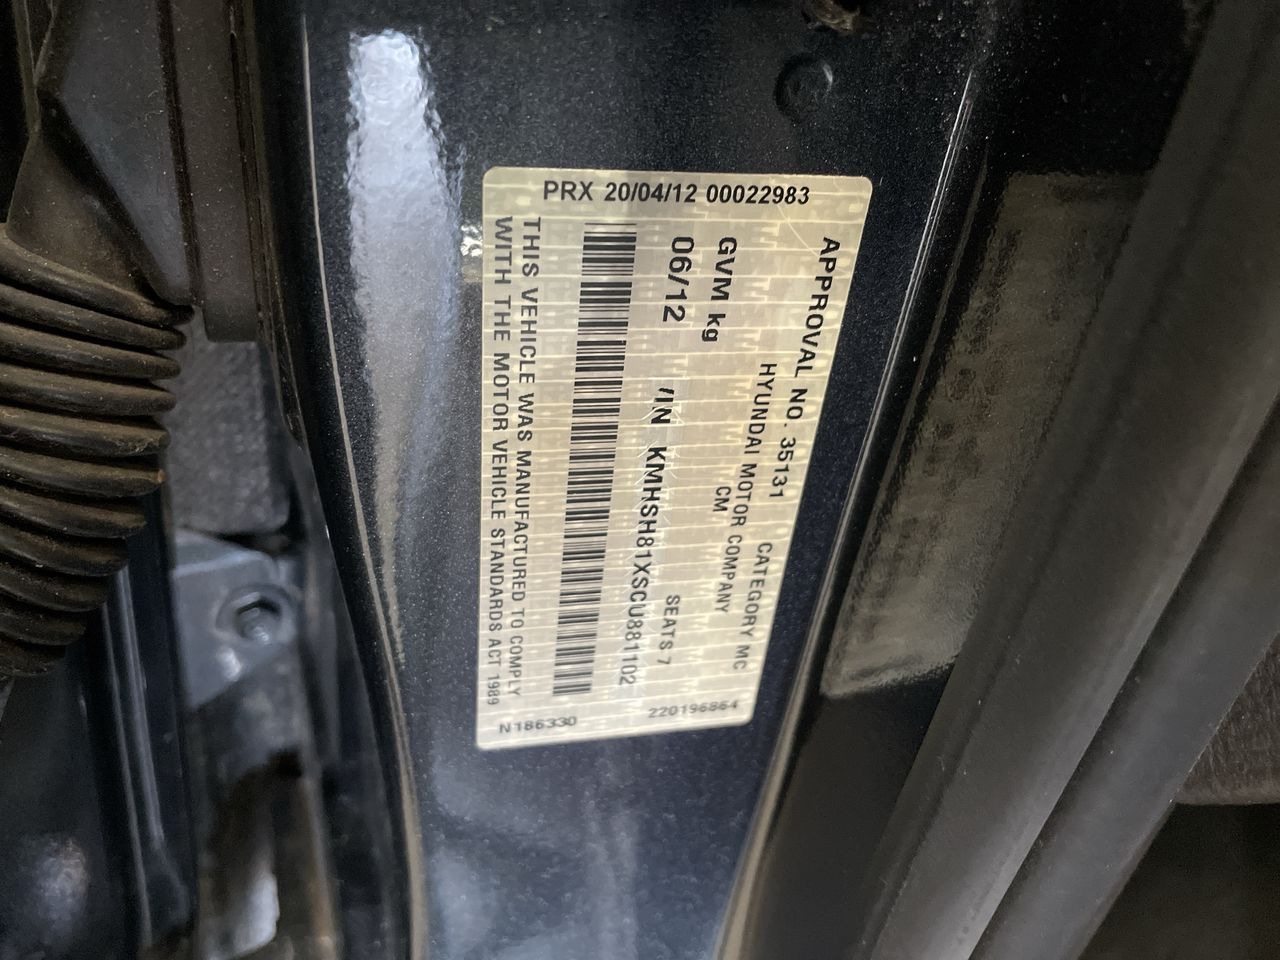 PRX 20/04/12 00022983
APPROVAL NO. 35131 CATEGORY MC
HYUNDAI MOTOR COMPANY
CM
GVM kg SEATS 7
06/12 VIN KMHSH81XSCU881102
THIS VEHICLE WAS MANUFACTURED TO COMPLY
WITH THE MOTOR VEHICLE STANDARDS ACT 1989
220196864
N186330